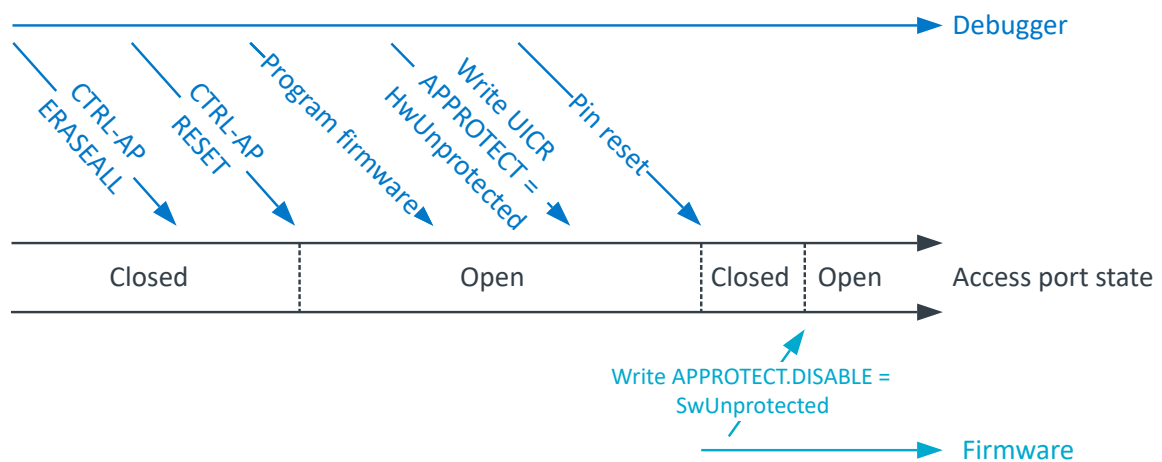 Debugger
CTRL-AP
ERASEALL
CTRL-AP
RESET
Program firmware
Write UICR
APPROTECT =
HwUnprotected
Pin reset
Closed
Open
Closed
Open
Access port state
Write APPROTECT.DISABLE =
SwUnprotected
Firmware